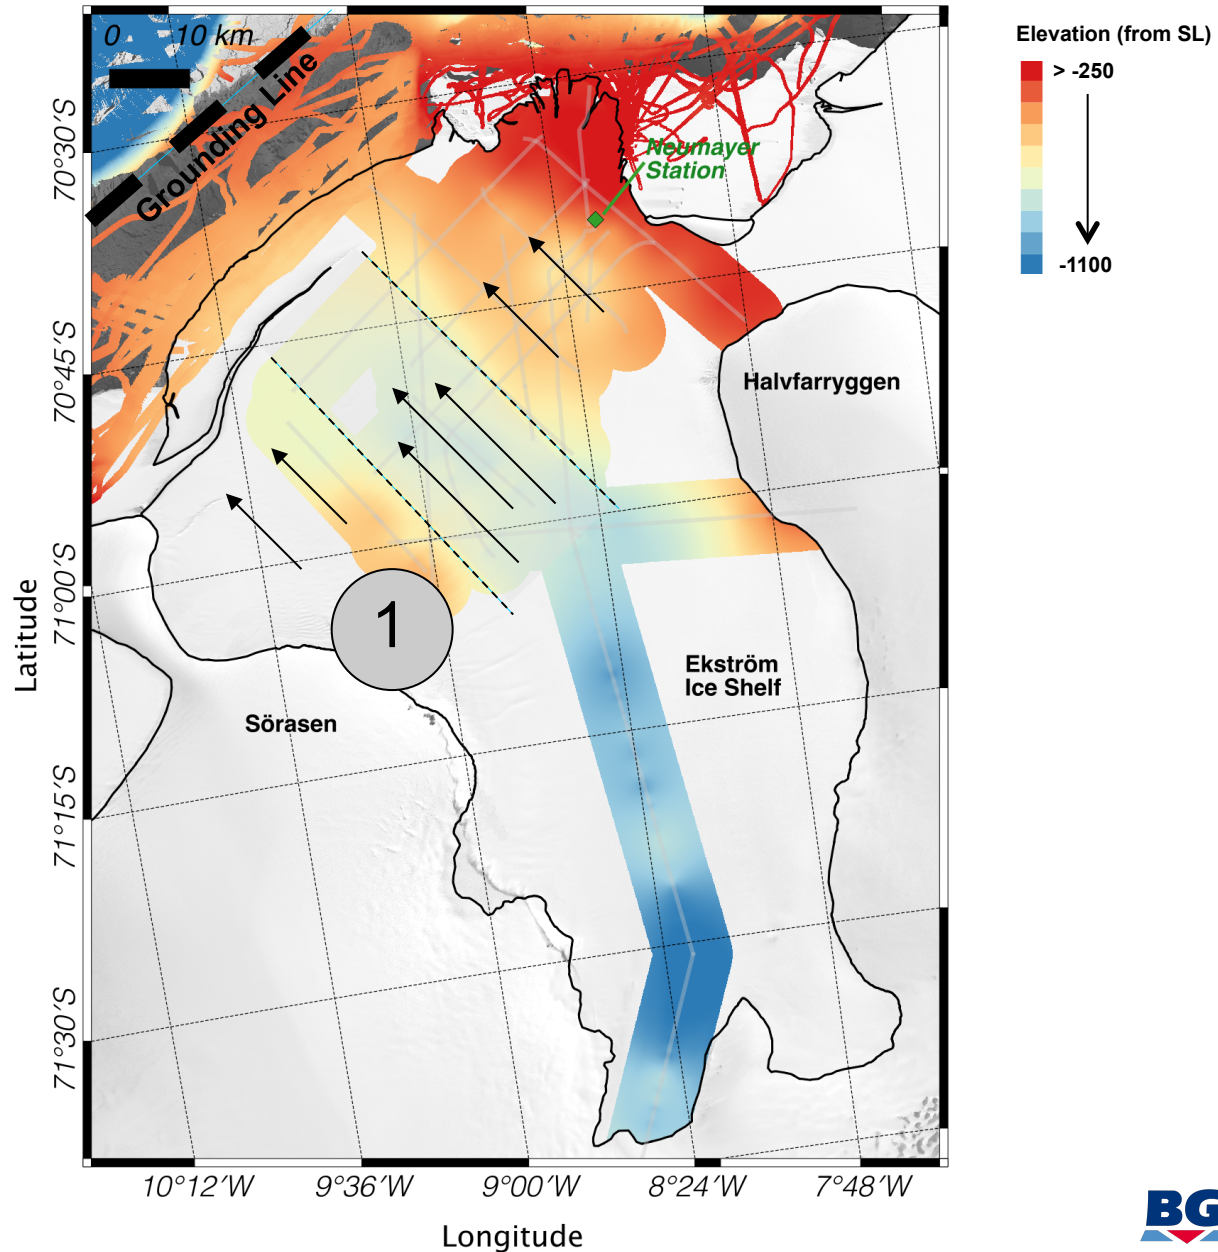 0 10 km
Grounding Line
Elevation (from SL)
> -250
-1100
Neumayer
Station
Halvfarryggen
Ekström
Ice Shelf
Sörasen
1
70°30'S
70°45'S
71°00'S
71°15'S
71°30'S
Latitude
10°12'W 9°36'W 9°00'W 8°24'W 7°48'W
Longitude
BG